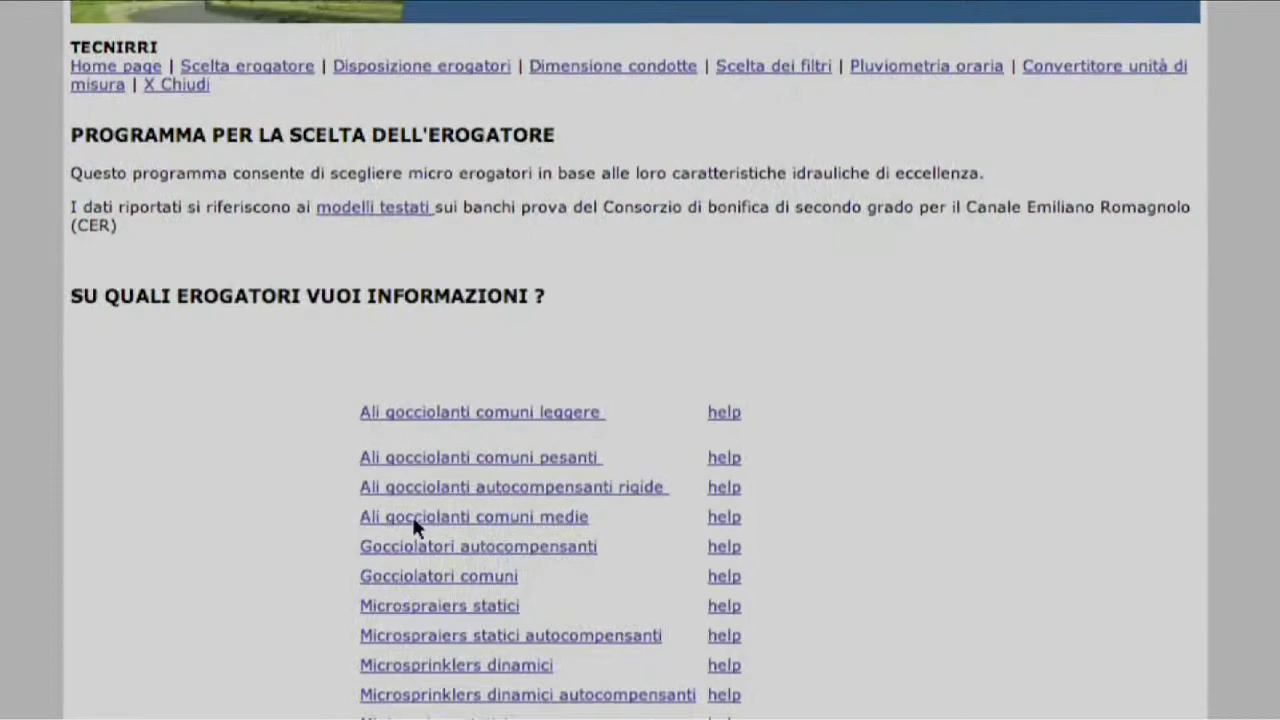 TECNIRRI
Home page | Scelta erogatore | Disposizione erogatori | Dimensione condotte | Scelta dei filtri | Pluviometria oraria | Convertitore unità di
misura | X Chiudi
PROGRAMMA PER LA SCELTA DELL'EROGATORE
Questo programma consente di scegliere micro erogatori in base alle loro caratteristiche idrauliche di eccellenza.
I dati riportati si riferiscono ai modelli testati sui banchi prova del Consorzio di bonifica di secondo grado per il Canale Emiliano Romagnolo
(CER)
SU QUALI EROGATORI VUOI INFORMAZIONI ?
Ali gocciolanti comuni leggere help
Ali gocciolanti comuni pesanti help
Ali gocciolanti autocompensanti rigide help
Ali gocciolanti comuni medie help
Gocciolatori autocompensanti help
Gocciolatori comuni help
Microspraiers statici help
Microspraiers statici autocompensanti help
Microsprinklers dinamici help
Microsprinklers dinamici autocompensanti help